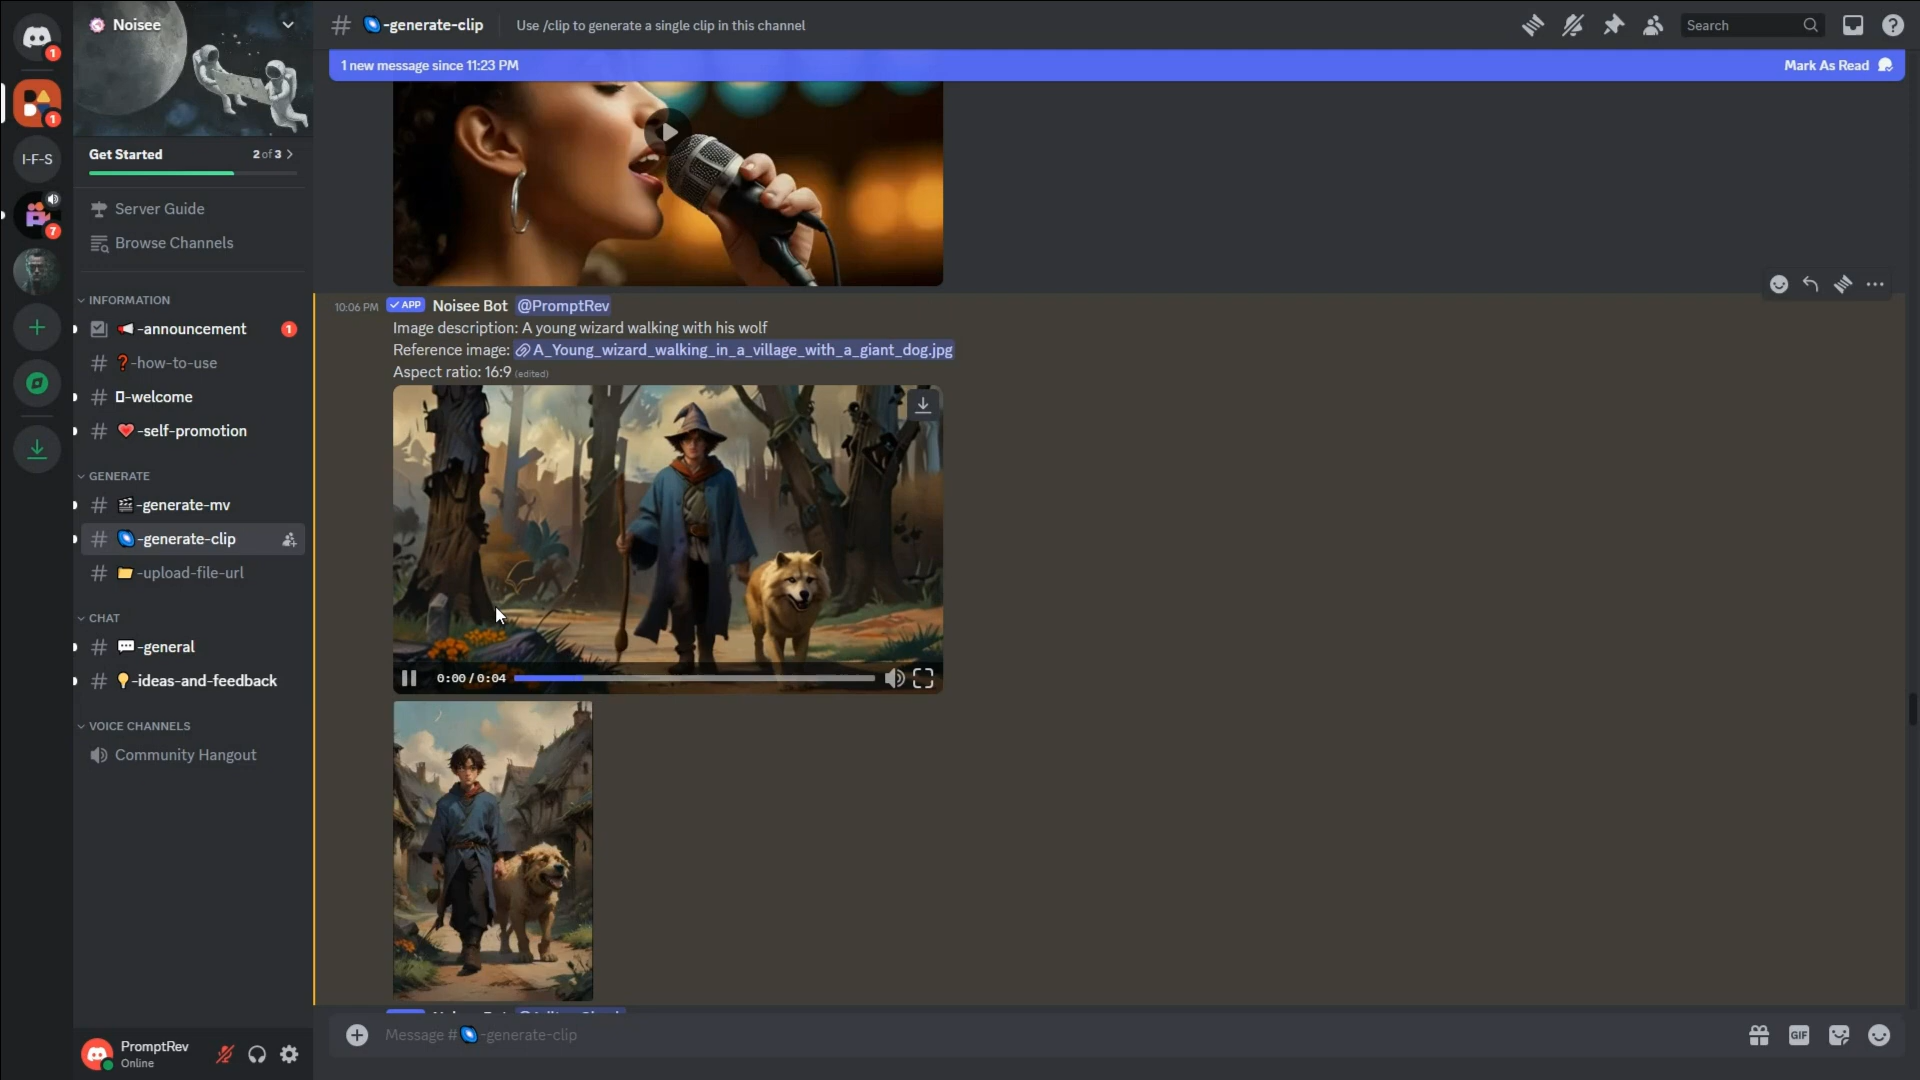 Noisee
-generate-clip
Use /clip to generate a single clip in this channel
Search
1 new message since 11:23 PM
Mark As Read
1
1
I-F-S
7
Get Started
2 of 3
Server Guide
Browse Channels
INFORMATION
-announcement
1
-how-to-use
-welcome
-self-promotion
GENERATE
-generate-mv
-generate-clip
-upload-file-url
CHAT
-general
-ideas-and-feedback
VOICE CHANNELS
Community Hangout
PromptRev
Online
10:06 PM APP Noisee Bot @PromptRev
Image description: A young wizard walking with his wolf
Reference image: A_Young_wizard_walking_in_a_village_with_a_giant_dog.jpg
Aspect ratio: 16:9 (edited)
0:00 / 0:04
Message # -generate-clip
GIF